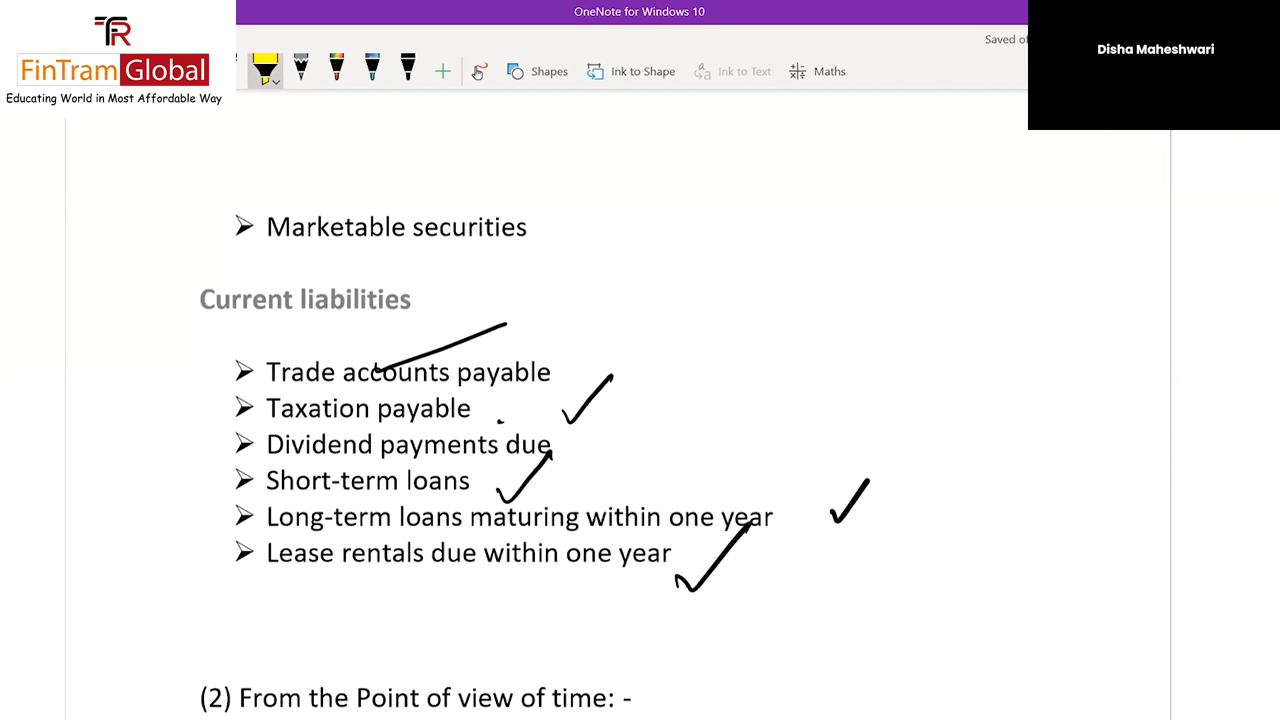 OneNote for Windows 10
TR
FinTram Global
Educating World in Most Affordable Way
Shapes
Ink to Shape
Ink to Text
Maths
Saved of
Disha Maheshwari
➢ Marketable securities
Current liabilities
➢ Trade accounts payable
➢ Taxation payable
➢ Dividend payments due
➢ Short-term loans
➢ Long-term loans maturing within one year
➢ Lease rentals due within one year
(2) From the Point of view of time: -